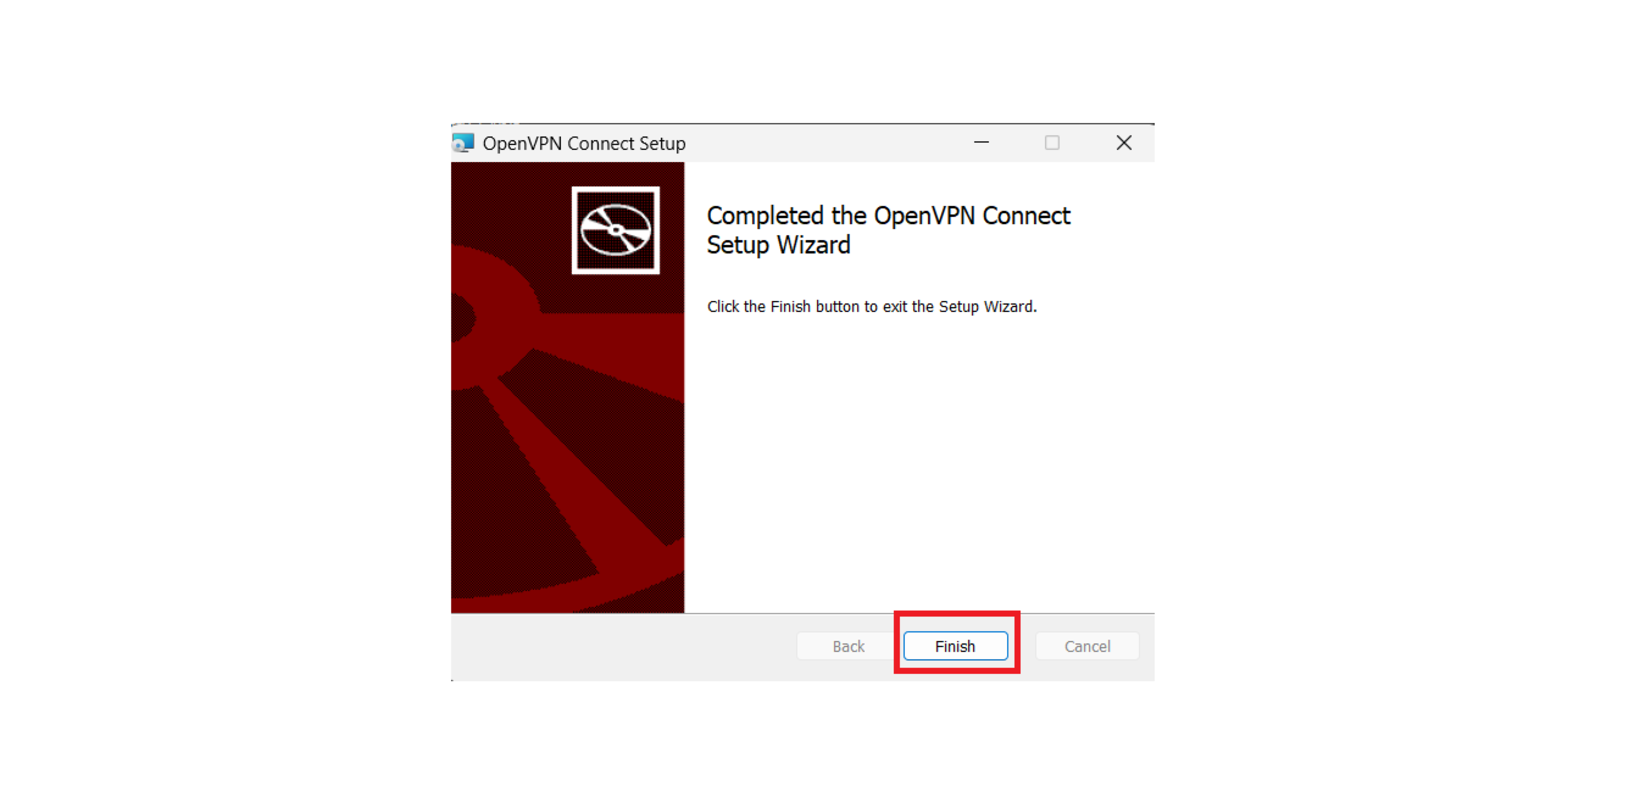 OpenVPN Connect Setup
Completed the OpenVPN Connect
Setup Wizard
Click the Finish button to exit the Setup Wizard.
Back
Finish
Cancel